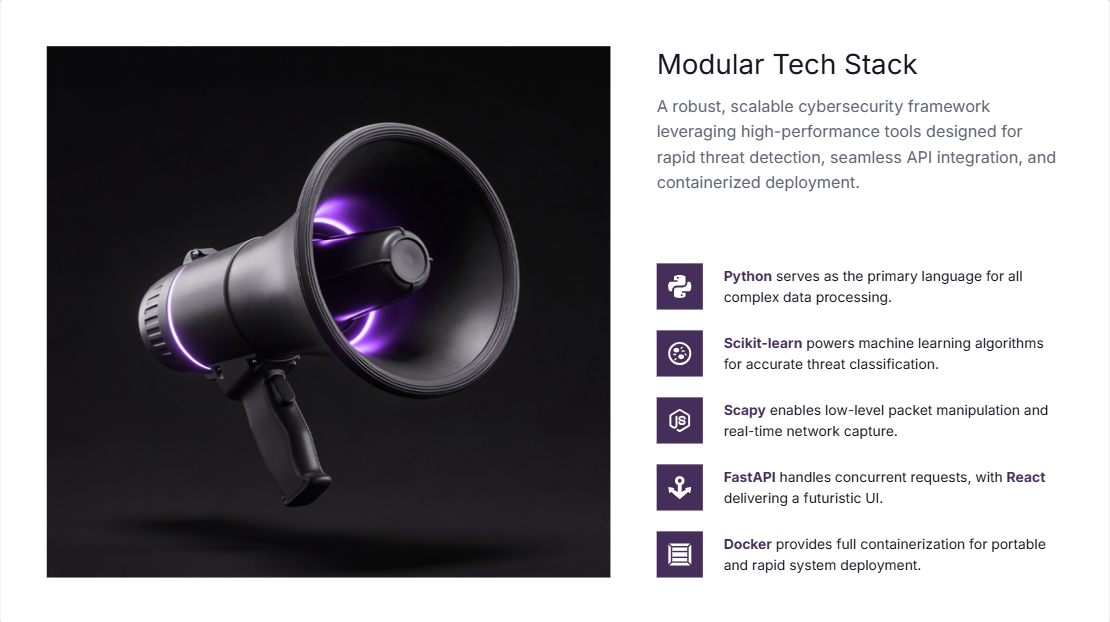 Modular Tech Stack
A robust, scalable cybersecurity framework
leveraging high-performance tools designed for
rapid threat detection, seamless API integration, and
containerized deployment.
Python serves as the primary language for all
complex data processing.
Scikit-learn powers machine learning algorithms
for accurate threat classification.
Scapy enables low-level packet manipulation and
real-time network capture.
FastAPI handles concurrent requests, with React
delivering a futuristic UI.
Docker provides full containerization for portable
and rapid system deployment.